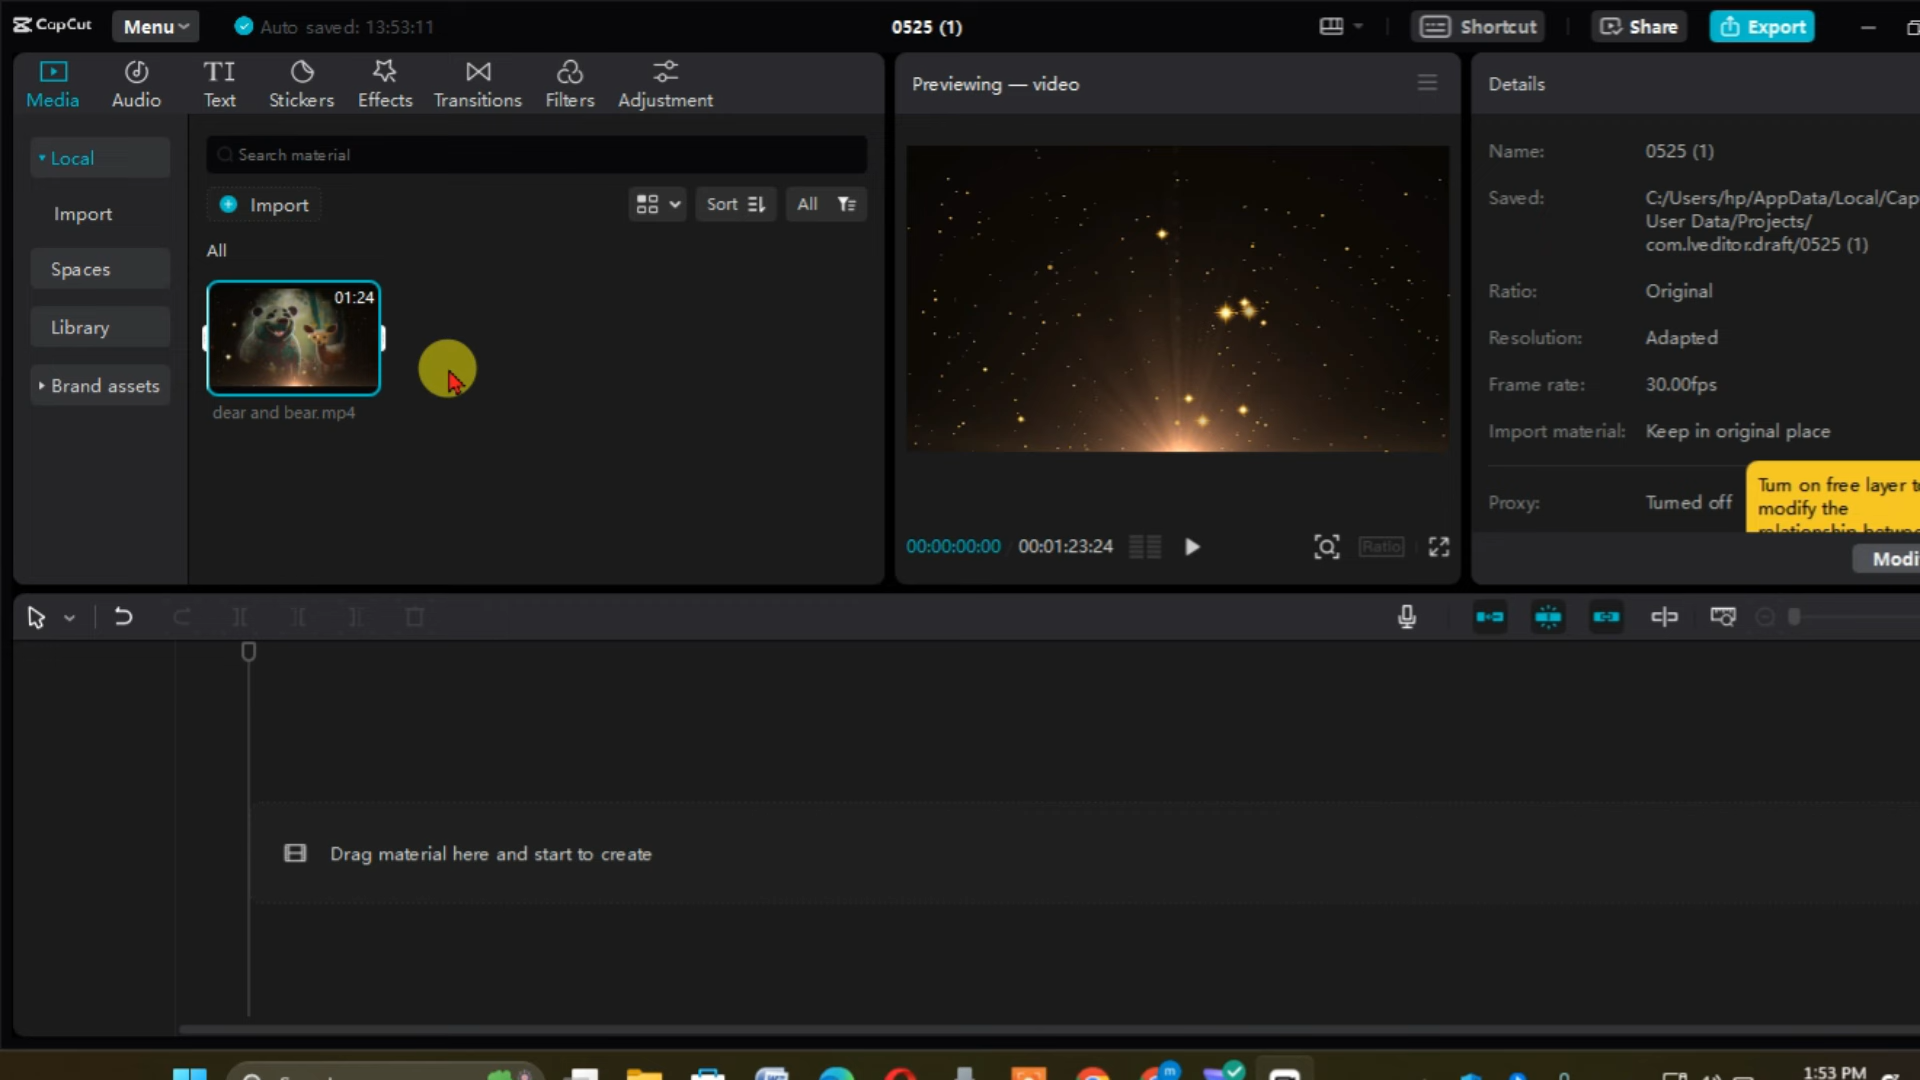 CapCut
Menu
Auto saved: 13:53:11
0525 (1)
Shortcut
Share
Export
Media
Audio
TI
Text
Stickers
Effects
Transitions
Filters
Adjustment
Previewing — video
Details
Local
Import
Spaces
Library
Brand assets
Search material
Import
Sort
All
All
01:24
dear and bear.mp4
00:00:00:00
00:01:23:24
Ratio
Name:
0525 (1)
Saved:
C:/Users/hp/AppData/Local/Cap
User Data/Projects/
com.lveditor.draft/0525 (1)
Ratio:
Original
Resolution:
Adapted
Frame rate:
30.00fps
Import material:
Keep in original place
Proxy:
Turned off
Turn on free layer to
modify the
relationship between
Modi
Drag material here and start to create
m
1:53 PM